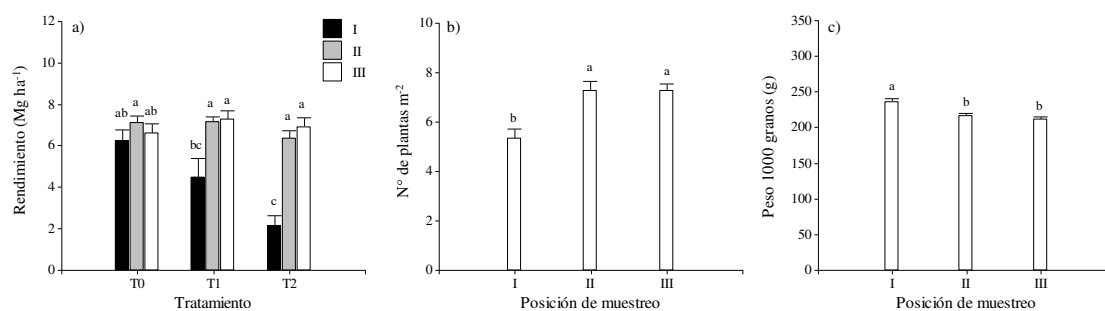 a)
I
II
III
12
10
8
6
4
2
0
Rendimiento (Mg ha⁻¹)
ab a ab
bc a a
c a a
T0 T1 T2
Tratamiento
b)
10
8
6
4
2
0
N° de plantas m⁻²
b a a
I II III
Posición de muestreo
c)
350
300
250
200
150
100
50
0
Peso 1000 granos (g)
a b b
I II III
Posición de muestreo